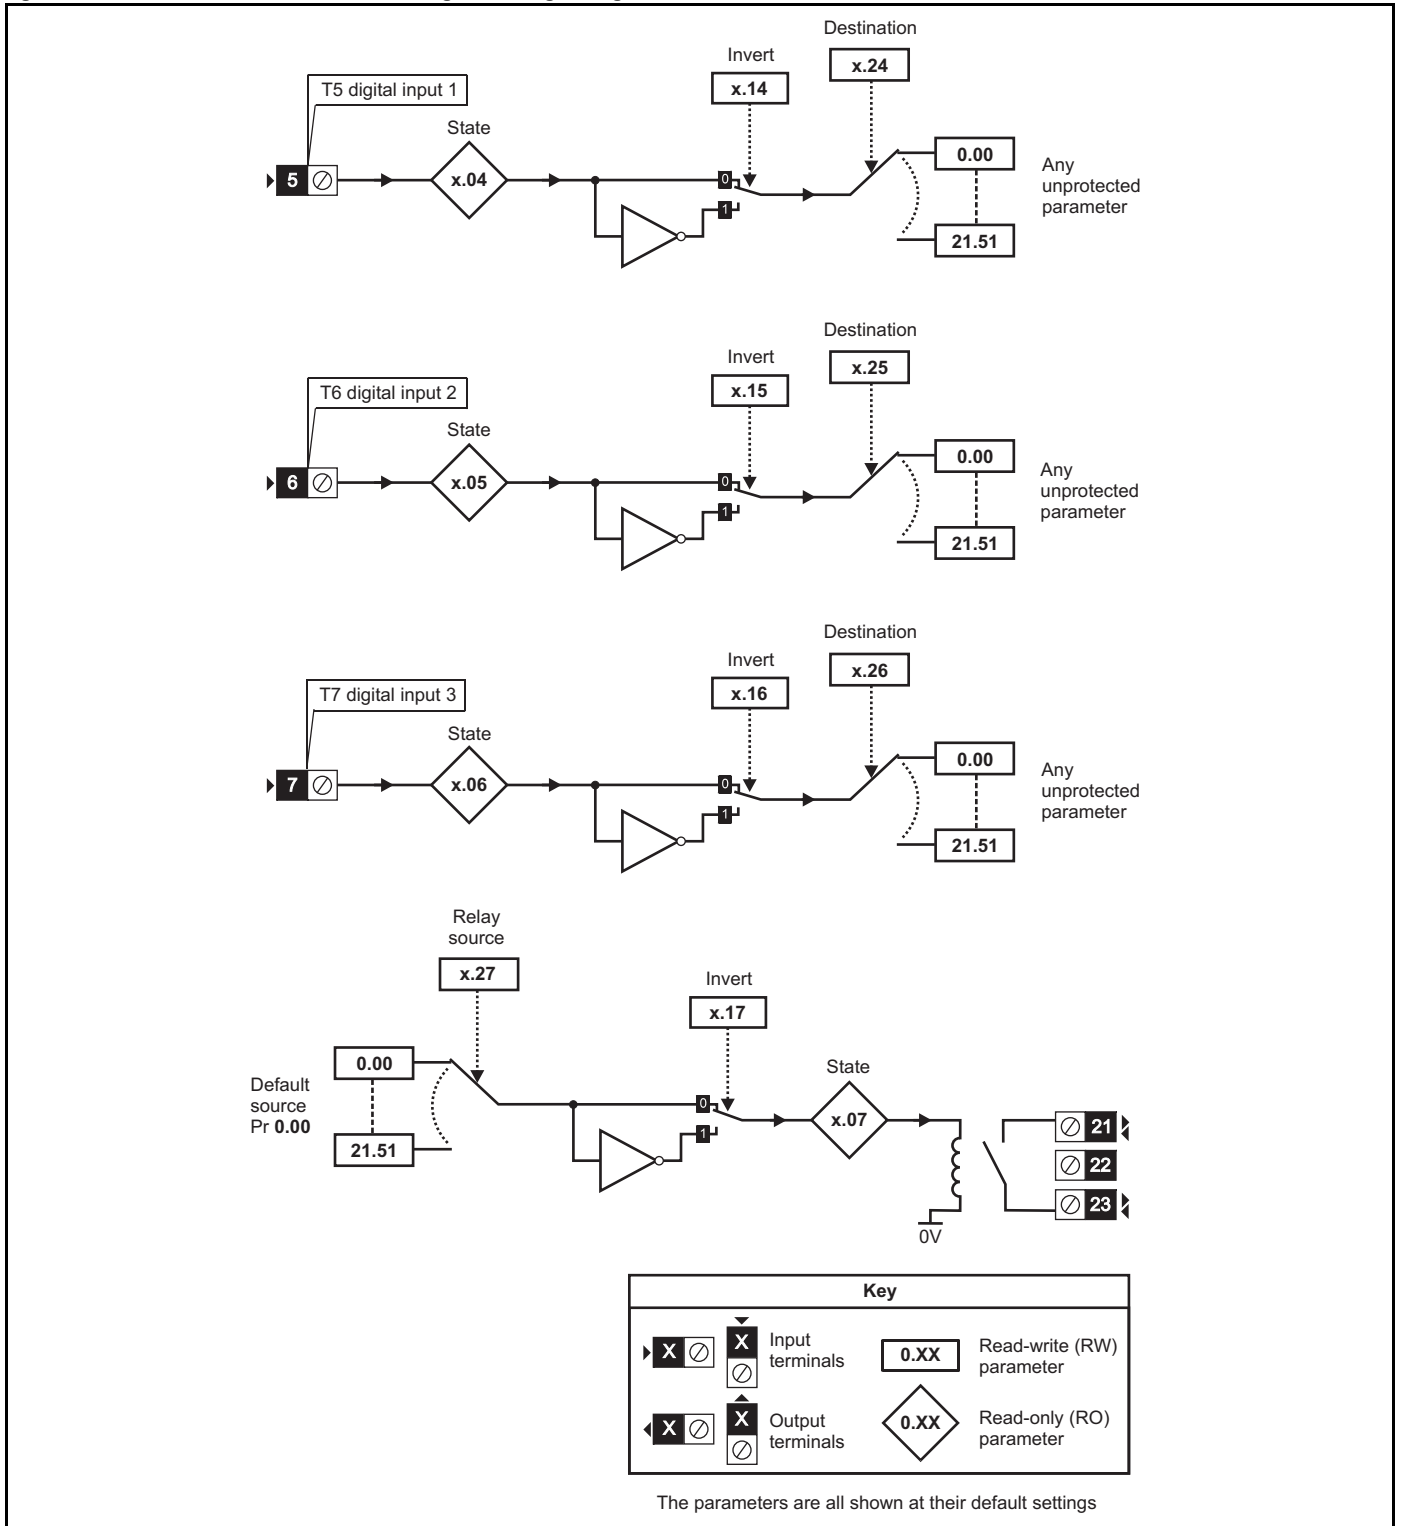 Destination
Invert
x.24
x.14
T5 digital input 1
State
0.00
5
x.04
0
Any
unprotected
parameter
1
21.51
Destination
Invert
x.25
x.15
T6 digital input 2
State
0.00
6
x.05
0
Any
unprotected
parameter
1
21.51
Destination
Invert
x.26
x.16
T7 digital input 3
State
0.00
7
x.06
0
Any
unprotected
parameter
1
21.51
Relay
source
x.27
Invert
x.17
0.00
State
Default
source
Pr 0.00
0
x.07
21
1
21.51
22
23
0V
Key
X
X
Input
terminals
0.XX
Read-write (RW)
parameter
X
X
Output
terminals
0.XX
Read-only (RO)
parameter
The parameters are all shown at their default settings